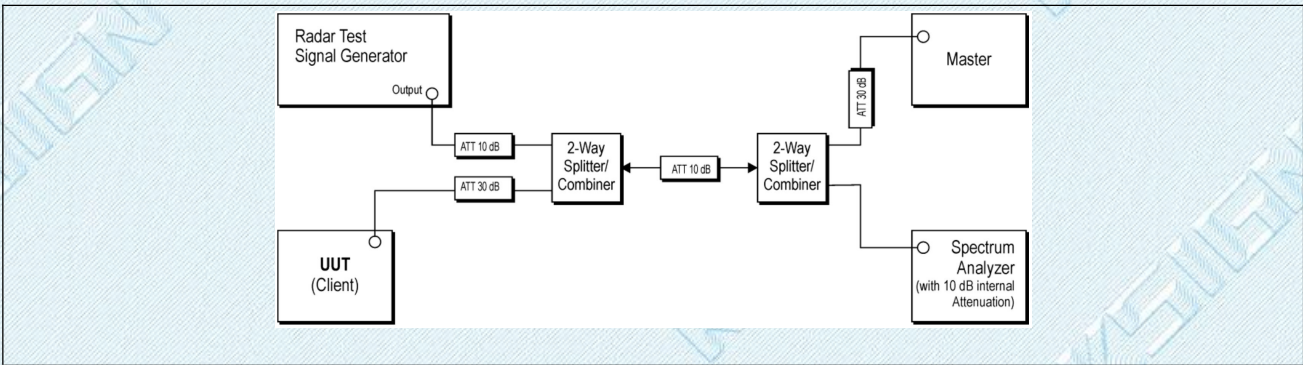 Radar Test
Signal Generator
Output
ATT 10 dB
ATT 30 dB
2-Way
Splitter/
Combiner
ATT 10 dB
2-Way
Splitter/
Combiner
ATT 30 dB
Master
UUT
(Client)
Spectrum
Analyzer
(with 10 dB internal
Attenuation)